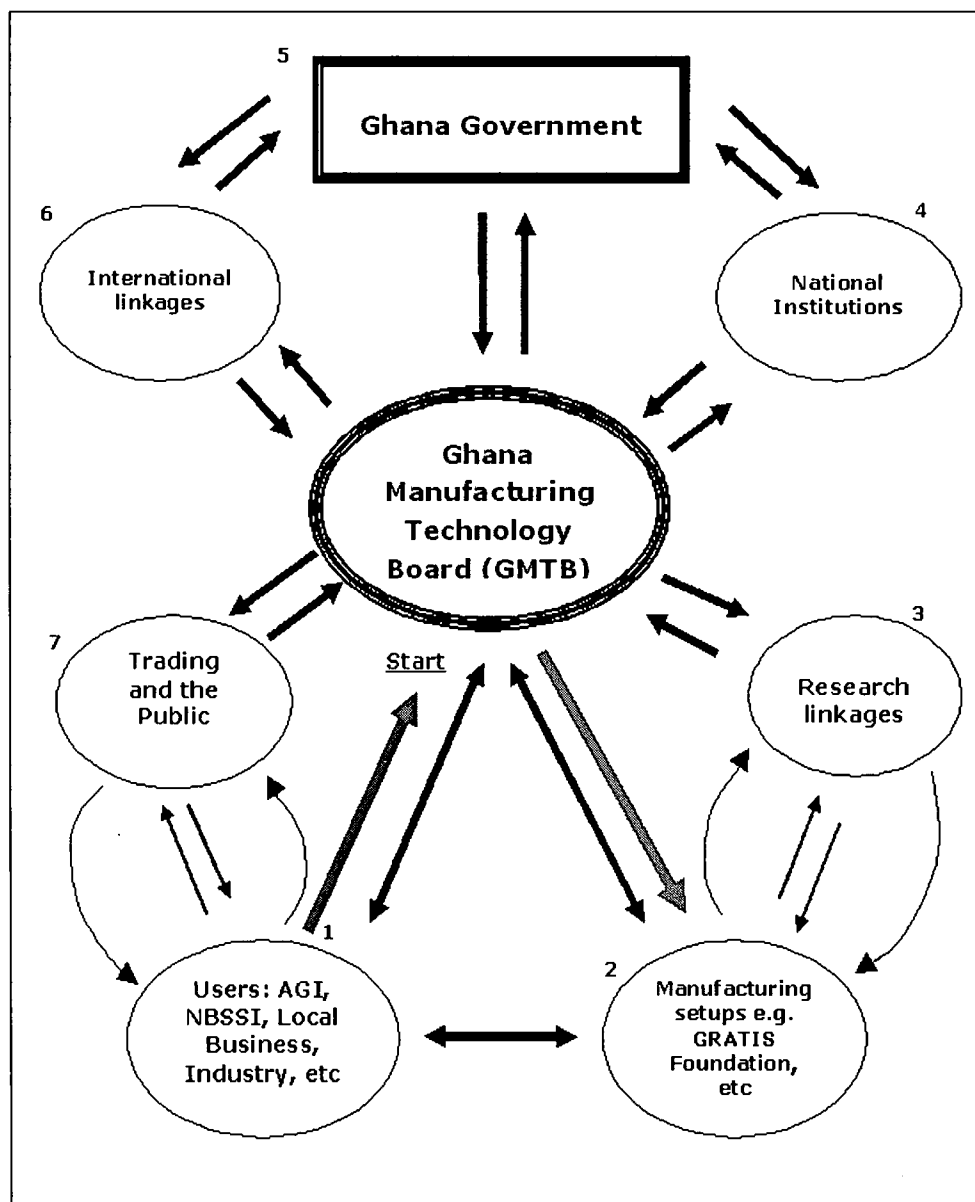 5
Ghana Government
6
International
linkages
4
National
Institutions
Ghana
Manufacturing
Technology
Board (GMTB)
7
Trading
and the
Public
Start
3
Research
linkages
1
Users: AGI,
NBSSI, Local
Business,
Industry, etc
2
Manufacturing
setups e.g.
GRATIS
Foundation,
etc